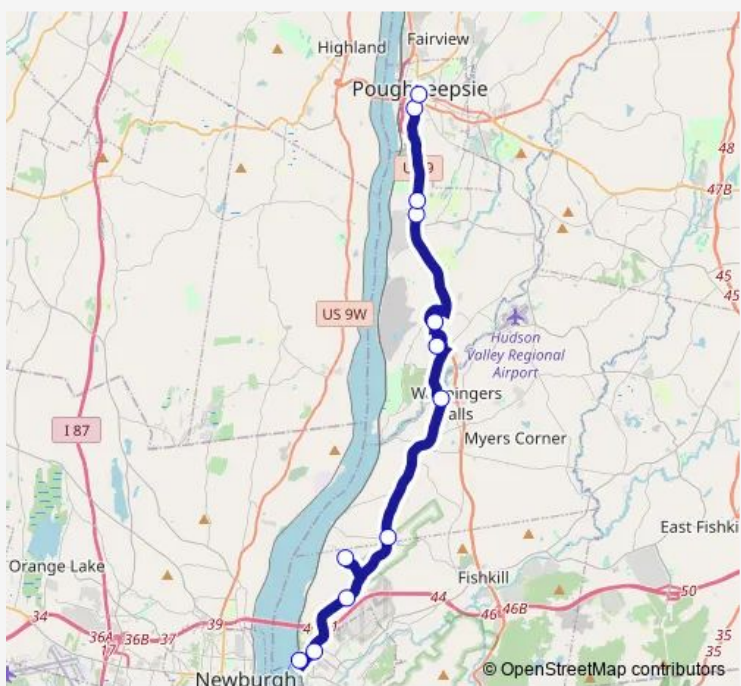 Highland
Fairview
48
47B
45
45
US 9W
Hudson
Valley Regional
Airport
I 87
Myers Corner
East Fishki
Orange Lake
Fishkill
34
36A
36B
37
39
44
46
46B
50
35
35
17
Newburgh
© OpenStreetMap contributors